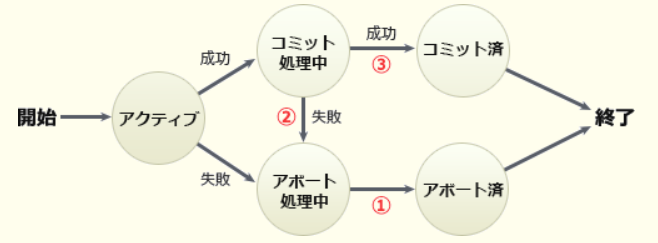 コミット
処理中
成功
コミット済
成功
③
開始
アクティブ
②
失敗
終了
失敗
アボート
処理中
①
アボート済